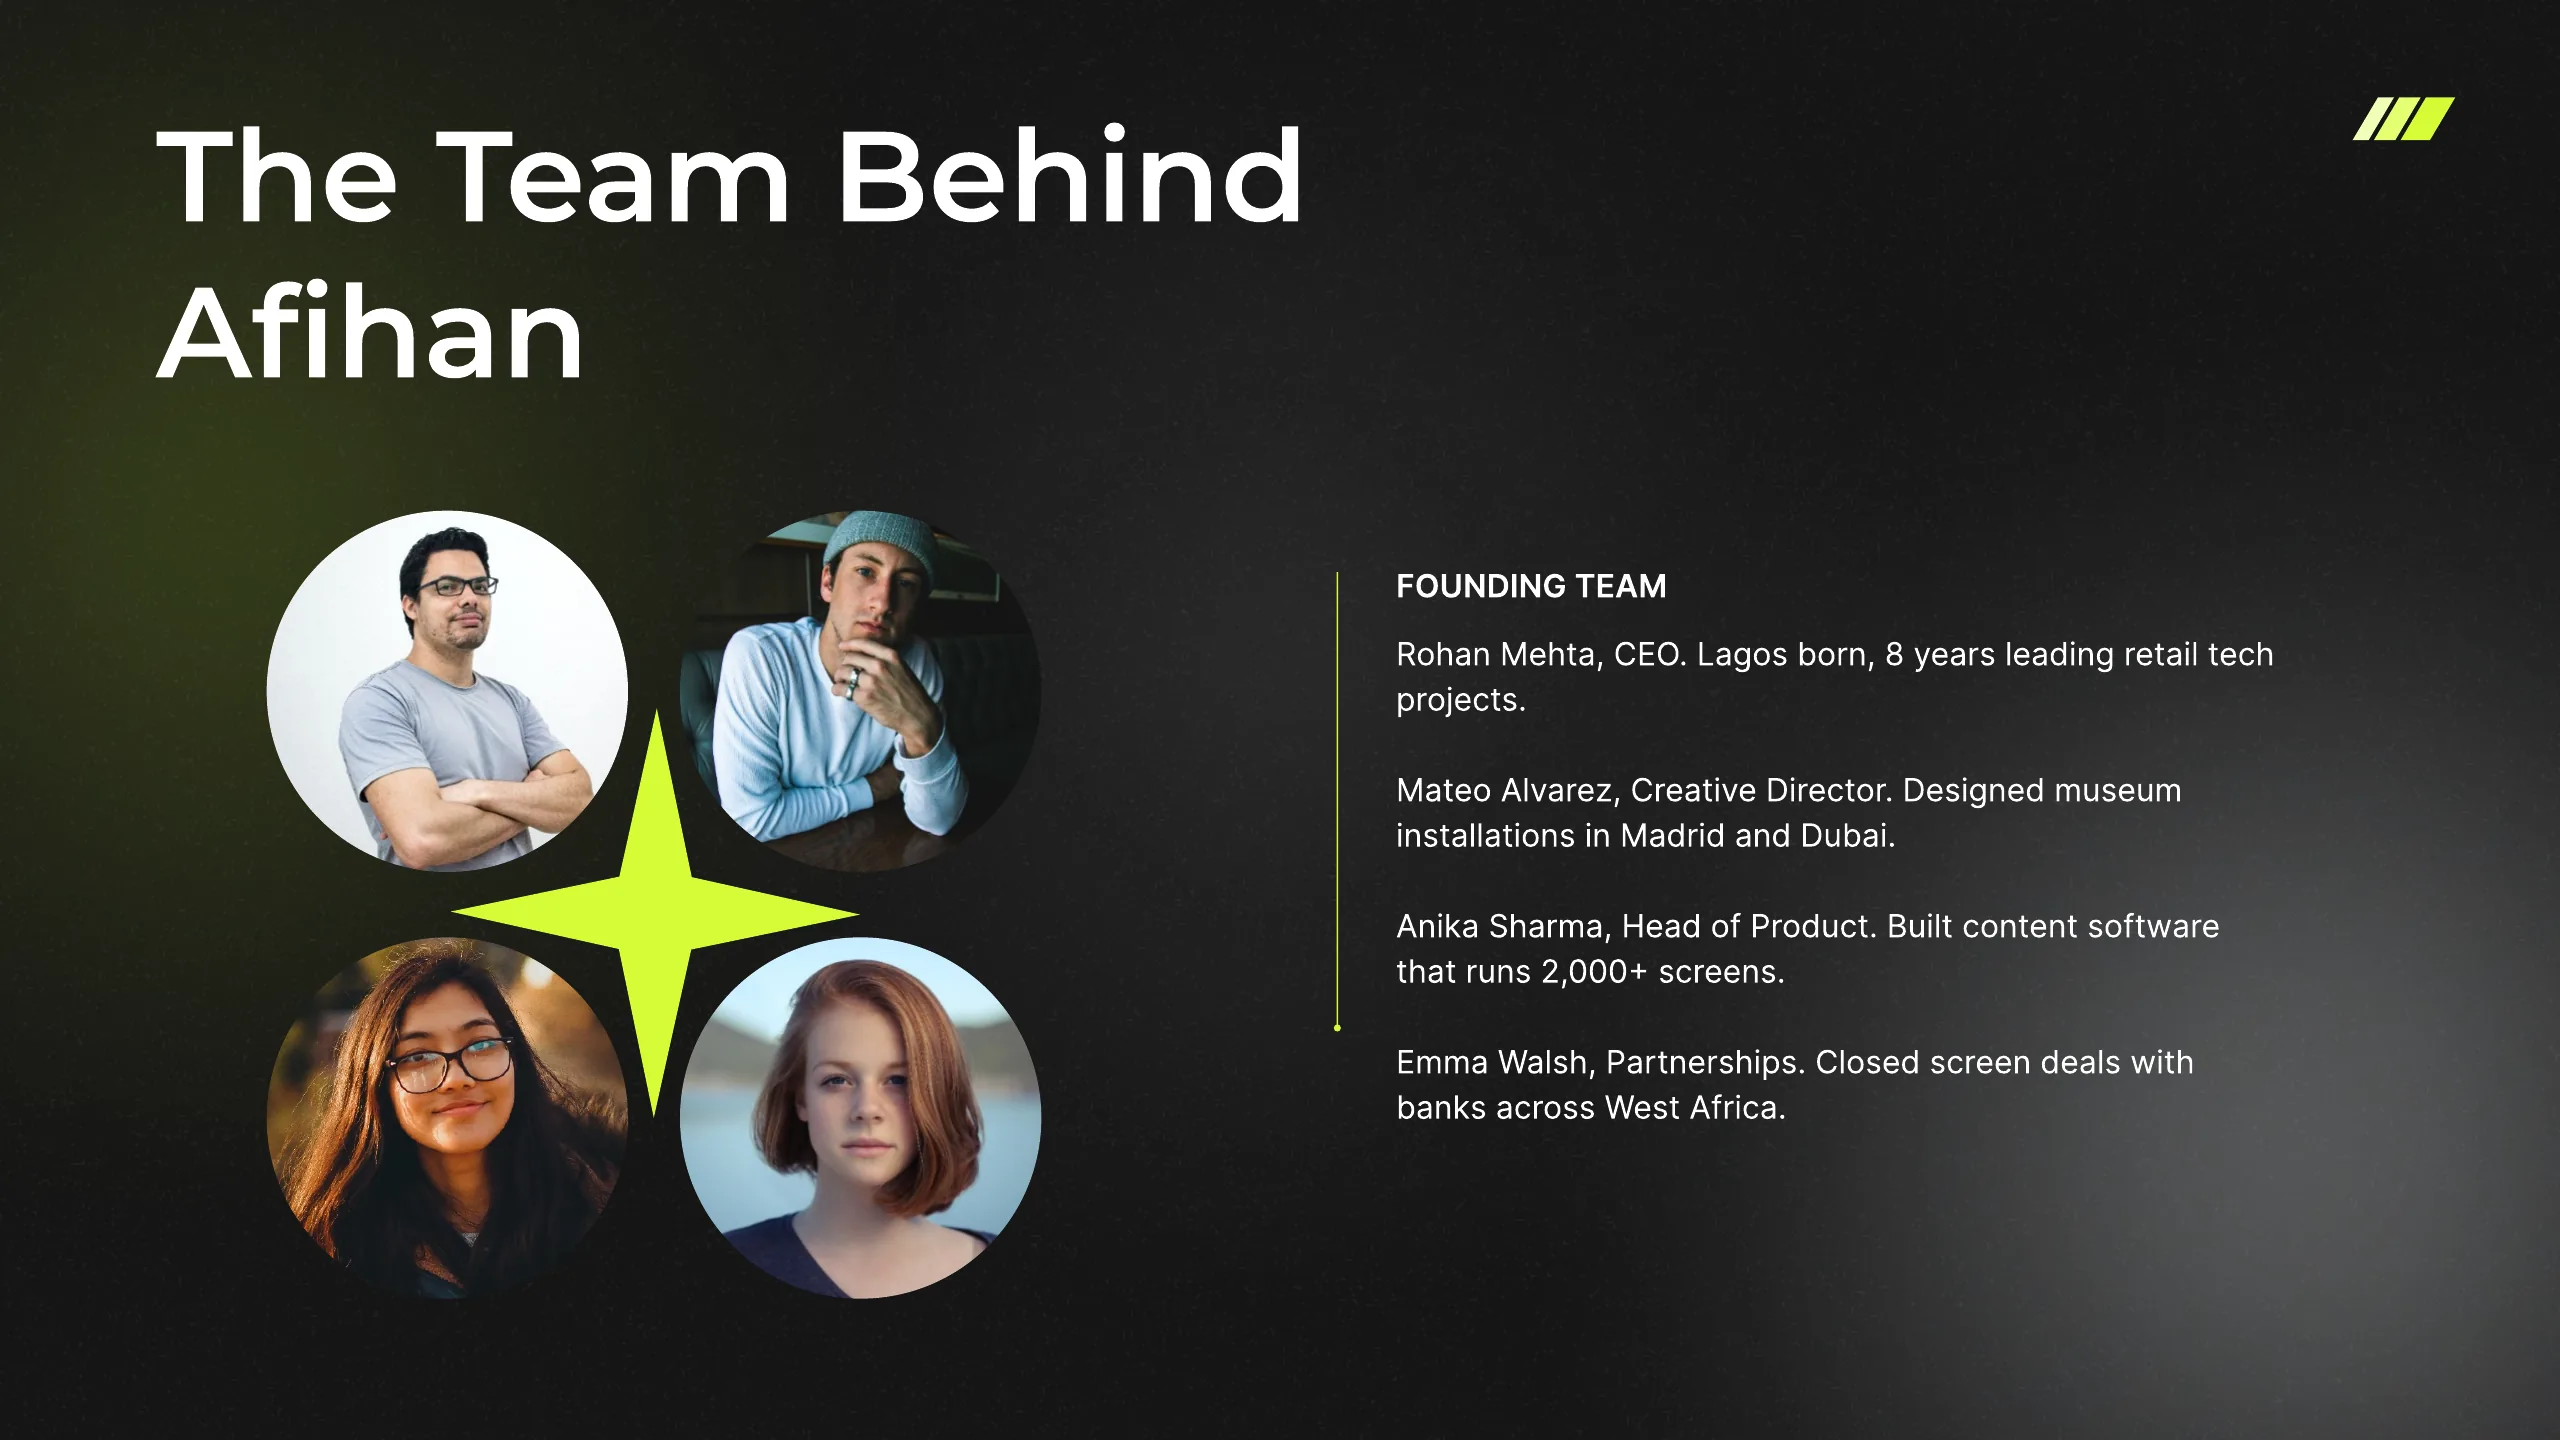 The Team Behind
Afihan
FOUNDING TEAM
Rohan Mehta, CEO. Lagos born, 8 years leading retail tech
projects.
Mateo Alvarez, Creative Director. Designed museum
installations in Madrid and Dubai.
Anika Sharma, Head of Product. Built content software
that runs 2,000+ screens.
Emma Walsh, Partnerships. Closed screen deals with
banks across West Africa.